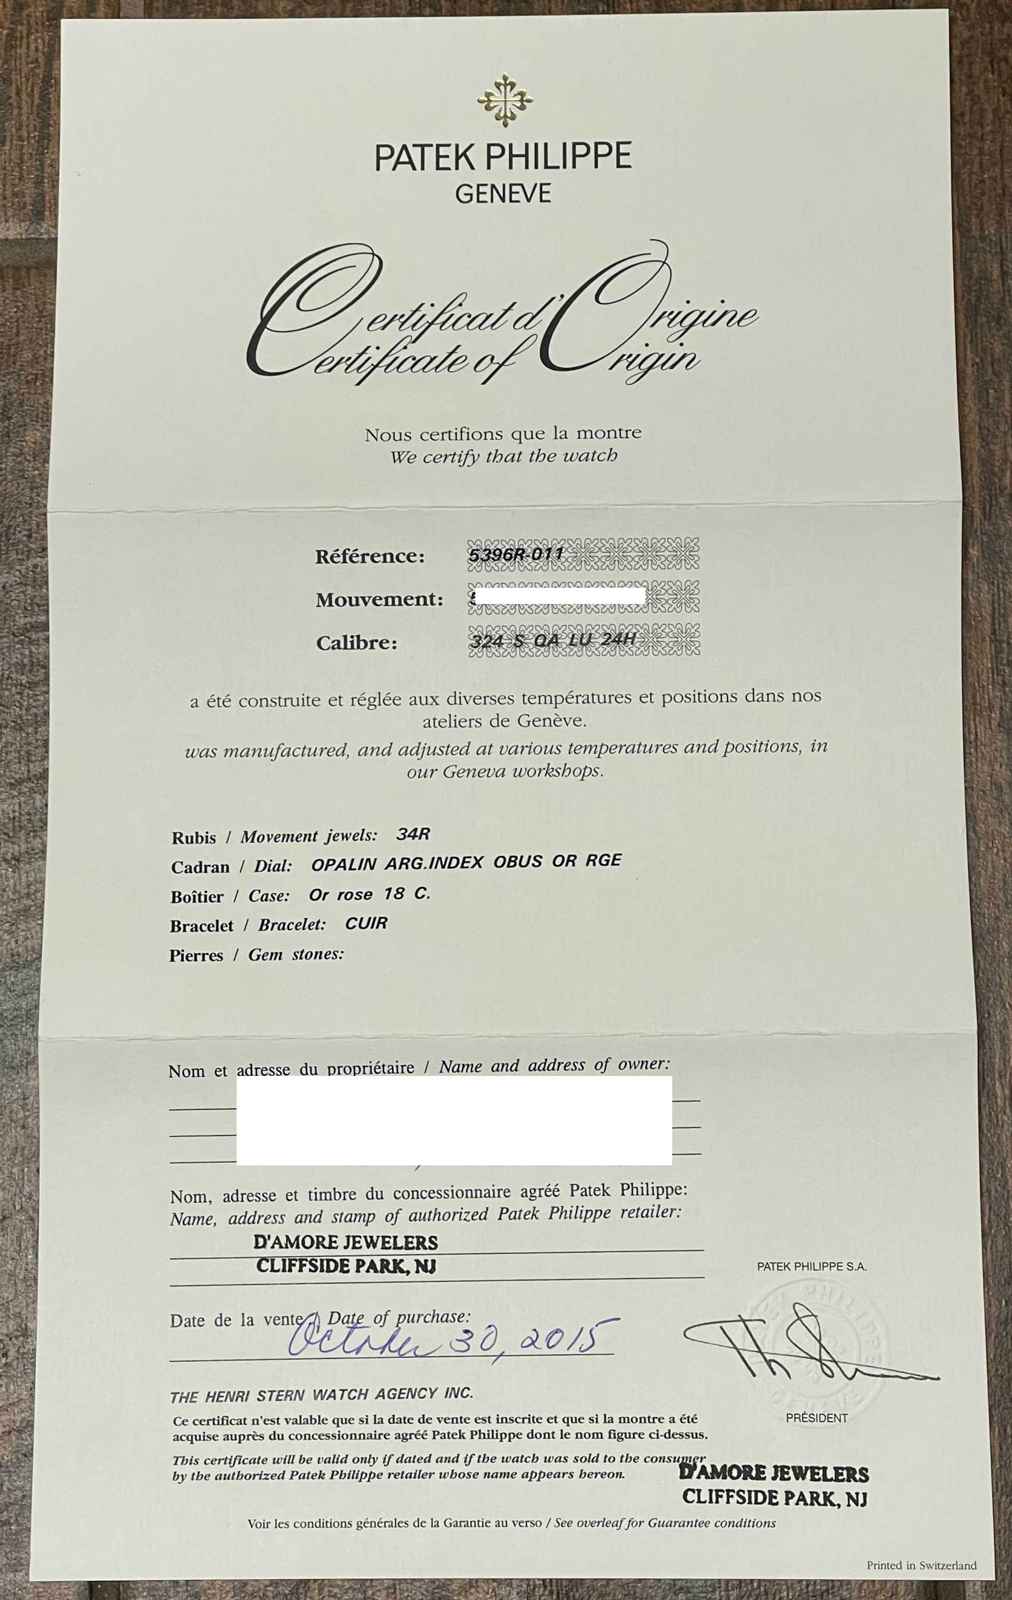 PATEK PHILIPPE
GENEVE
Certificat d'Origine
Certificate of Origin
Nous certifions que la montre
We certify that the watch
Référence: 5396R-011
Mouvement:
Calibre: 324 S QA LU 24H
a été construite et réglée aux diverses températures et positions dans nos
ateliers de Genève.
was manufactured, and adjusted at various temperatures and positions, in
our Geneva workshops.
Rubis / Movement jewels: 34R
Cadran / Dial: OPALIN ARG.INDEX OBUS OR RGE
Boîtier / Case: Or rose 18 C.
Bracelet / Bracelet: CUIR
Pierres / Gem stones:
Nom et adresse du propriétaire / Name and address of owner:
Nom, adresse et timbre du concessionnaire agréé Patek Philippe:
Name, address and stamp of authorized Patek Philippe retailer:
D'AMORE JEWELERS
CLIFFSIDE PARK, NJ
PATEK PHILIPPE S.A.
Date de la vente / Date of purchase:
October 30, 2015
PRÉSIDENT
THE HENRI STERN WATCH AGENCY INC.
Ce certificat n'est valable que si la date de vente est inscrite et que si la montre a été
acquise auprès du concessionnaire agréé Patek Philippe dont le nom figure ci-dessus.
This certificate will be valid only if dated and if the watch was sold to the consumer
by the authorized Patek Philippe retailer whose name appears hereon.
D'AMORE JEWELERS
CLIFFSIDE PARK, NJ
Voir les conditions générales de la Garantie au verso / See overleaf for Guarantee conditions
Printed in Switzerland